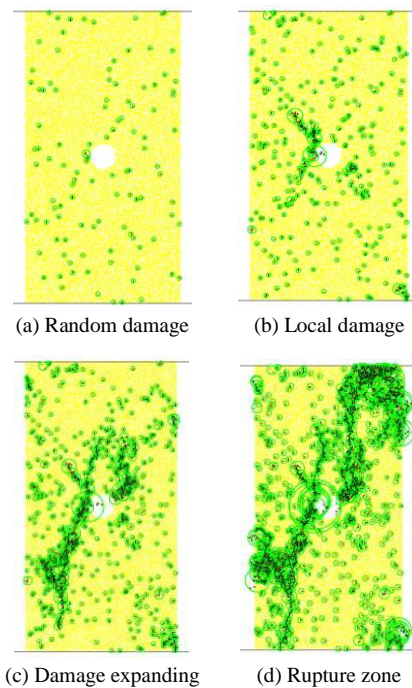 (a) Random damage
(b) Local damage
(c) Damage expanding
(d) Rupture zone